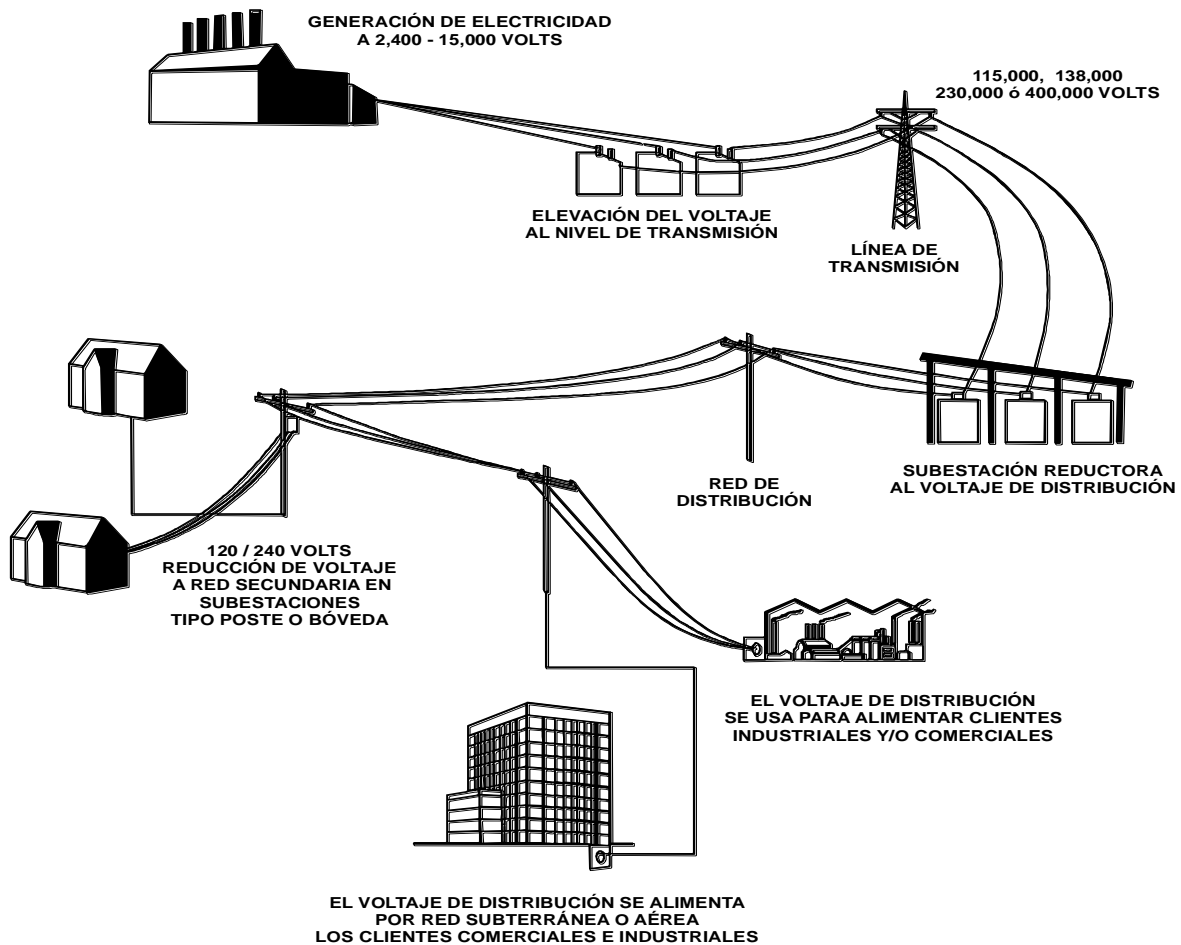 GENERACIÓN DE ELECTRICIDAD
A 2,400 - 15,000 VOLTS
115,000, 138,000
230,000 ó 400,000 VOLTS
ELEVACIÓN DEL VOLTAJE
AL NIVEL DE TRANSMISIÓN
LÍNEA DE
TRANSMISIÓN
SUBESTACIÓN REDUCTORA
AL VOLTAJE DE DISTRIBUCIÓN
RED DE
DISTRIBUCIÓN
120 / 240 VOLTS
REDUCCIÓN DE VOLTAJE
A RED SECUNDARIA EN
SUBESTACIONES
TIPO POSTE O BÓVEDA
EL VOLTAJE DE DISTRIBUCIÓN
SE USA PARA ALIMENTAR CLIENTES
INDUSTRIALES Y/O COMERCIALES
EL VOLTAJE DE DISTRIBUCIÓN SE ALIMENTA
POR RED SUBTERRÁNEA O AÉREA
LOS CLIENTES COMERCIALES E INDUSTRIALES